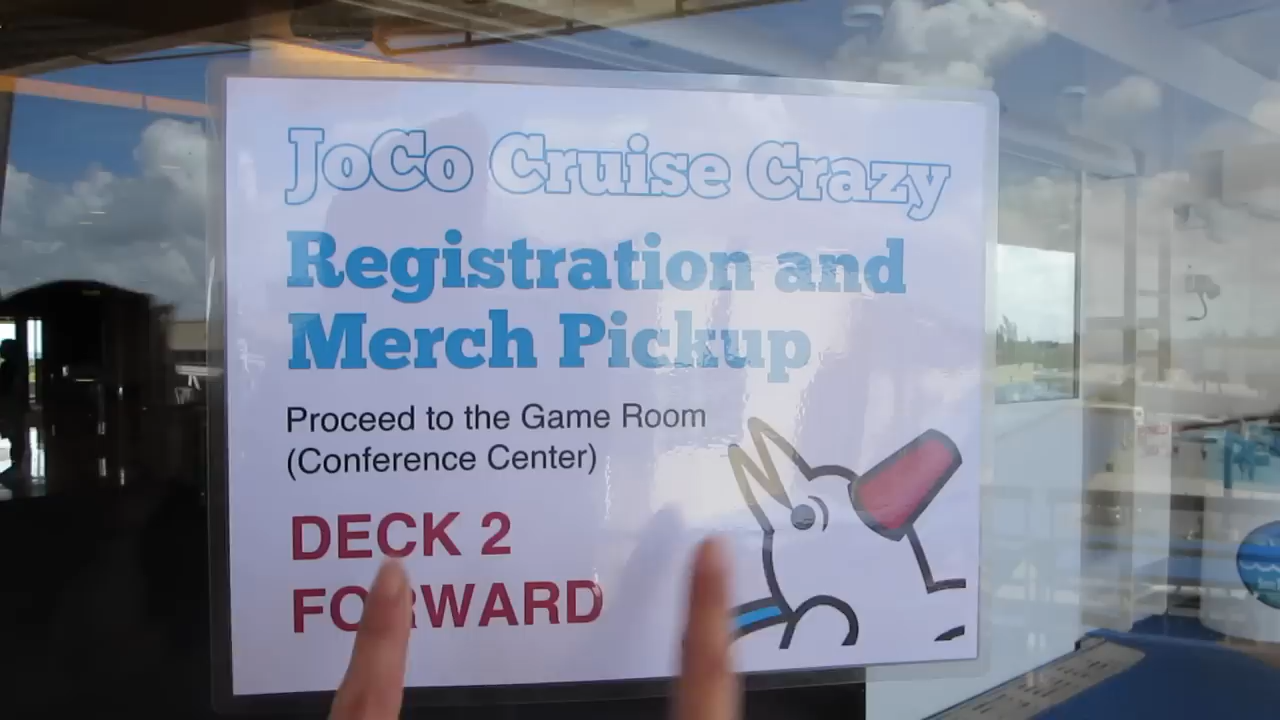 JoCo Cruise Crazy
Registration and
Merch Pickup
Proceed to the Game Room
(Conference Center)
DECK 2
FORWARD